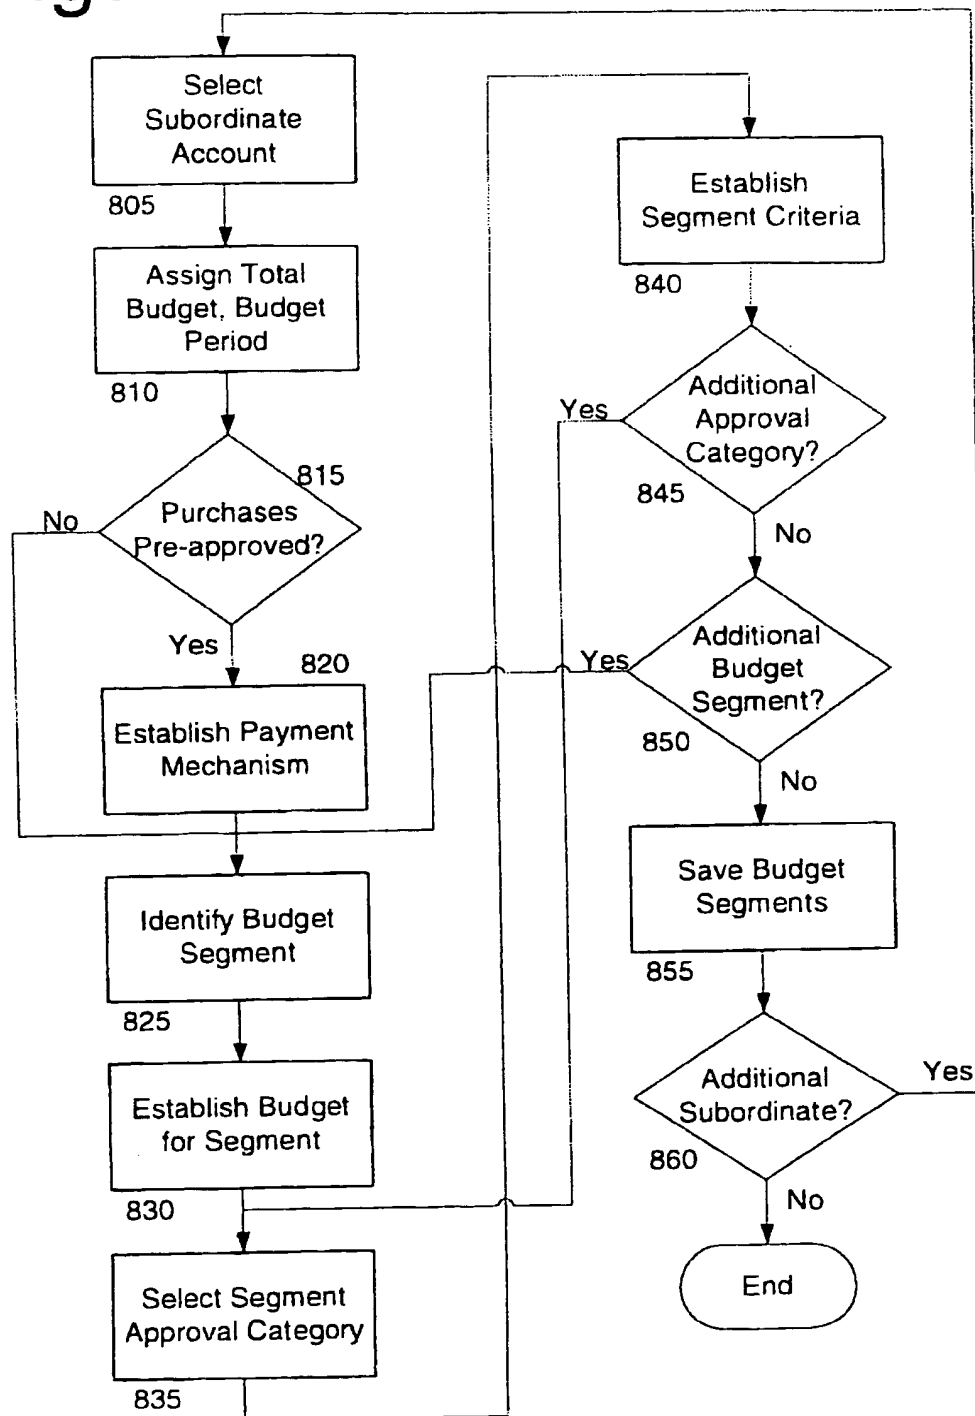 Select
Subordinate
Account
805
Assign Total
Budget, Budget
Period
810
815
Purchases
Pre-approved?
No
Yes
820
Establish Payment
Mechanism
Identify Budget
Segment
825
Establish Budget
for Segment
830
Select Segment
Approval Category
835
Establish
Segment Criteria
840
Additional
Approval
Category?
Yes
845
No
Additional
Budget
Segment?
Yes
850
No
Save Budget
Segments
855
Additional
Subordinate?
Yes
860
No
End